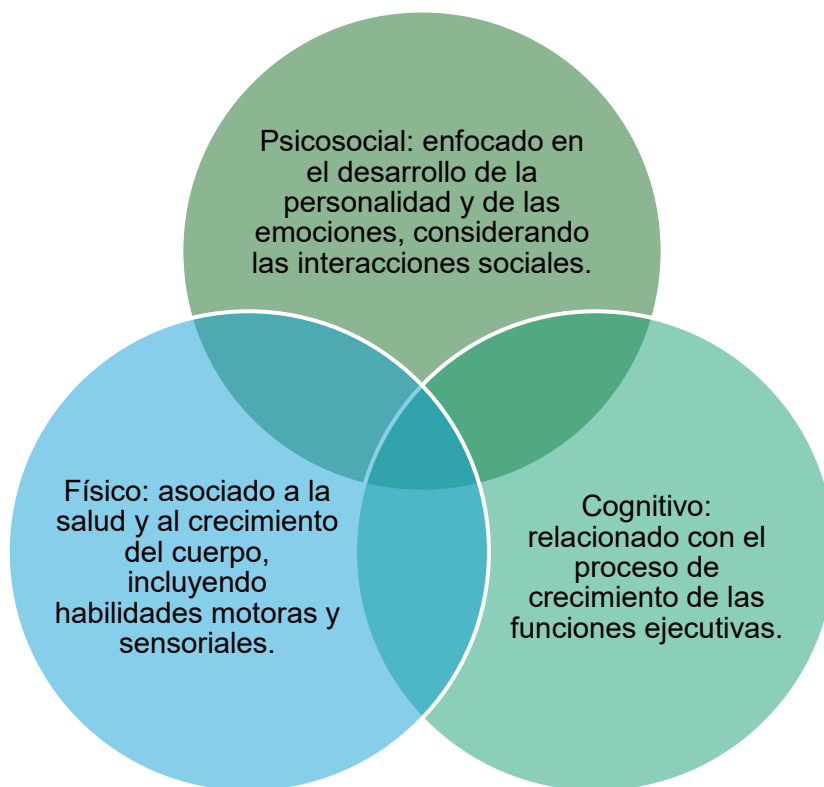 Psicosocial: enfocado en
el desarrollo de la
personalidad y de las
emociones, considerando
las interacciones sociales.
Físico: asociado a la
salud y al crecimiento
del cuerpo,
incluyendo
habilidades motoras y
sensoriales.
Cognitivo:
relacionado con el
proceso de
crecimiento de las
funciones ejecutivas.